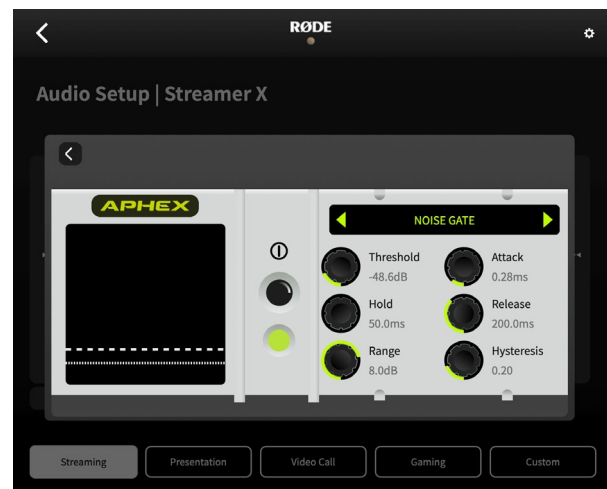 RØDE
Audio Setup | Streamer X
APHEX
NOISE GATE
Threshold
-48.6dB
Attack
0.28ms
Hold
50.0ms
Release
200.0ms
Range
8.0dB
Hysteresis
0.20
Streaming
Presentation
Video Call
Gaming
Custom